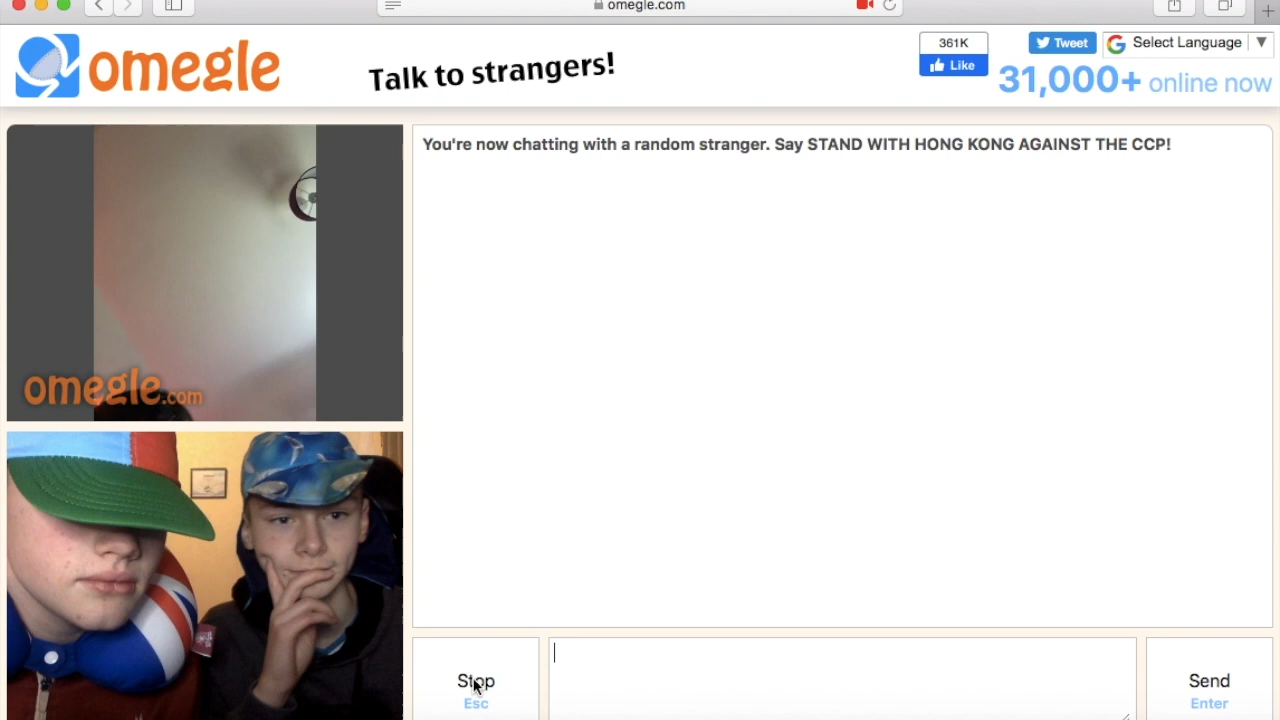 omegle.com
omegle
Talk to strangers!
361K
Like
Tweet
Select Language
31,000+ online now
You're now chatting with a random stranger. Say STAND WITH HONG KONG AGAINST THE CCP!
omegle.com
Stop
Esc
Send
Enter